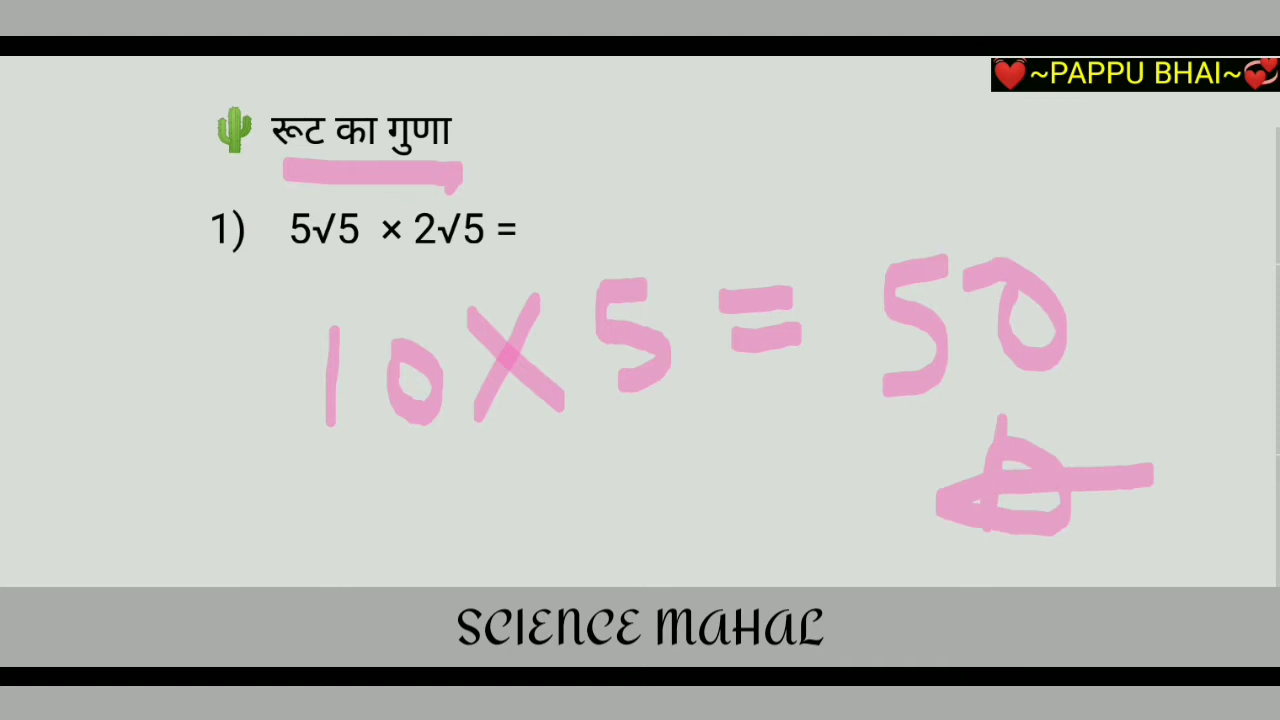 ~PAPPU BHAI~
रूट का गुणा
1) 5√5 × 2√5 =
10 X 5 = 50
SCIENCE MAHAL